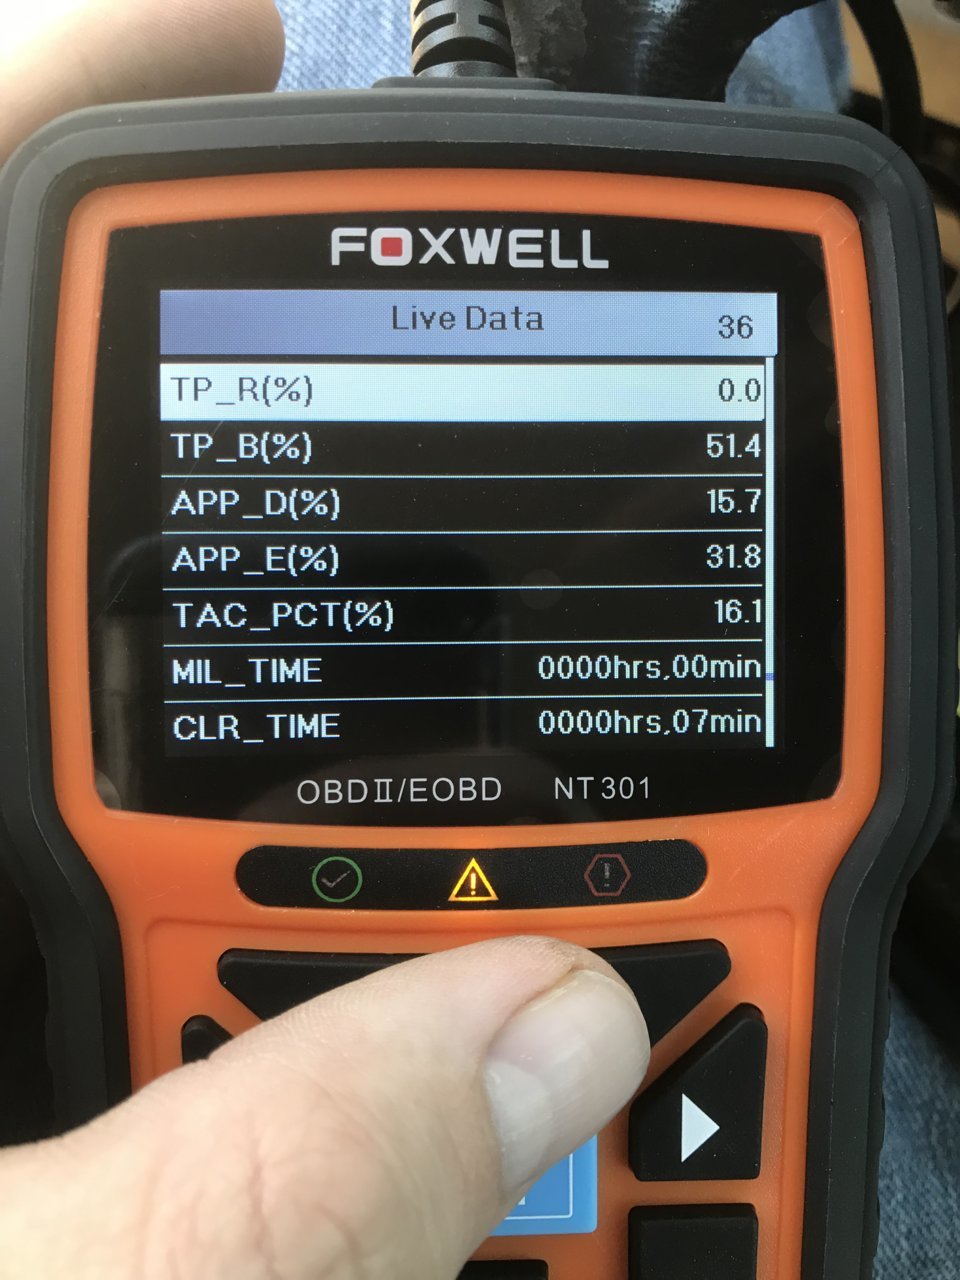 FOXWELL
Live Data 36
TP_R(%) 0.0
TP_B(%) 51.4
APP_D(%) 15.7
APP_E(%) 31.8
TAC_PCT(%) 16.1
MIL_TIME 0000hrs,00min
CLR_TIME 0000hrs,07min
OBDⅡ/EOBD NT301